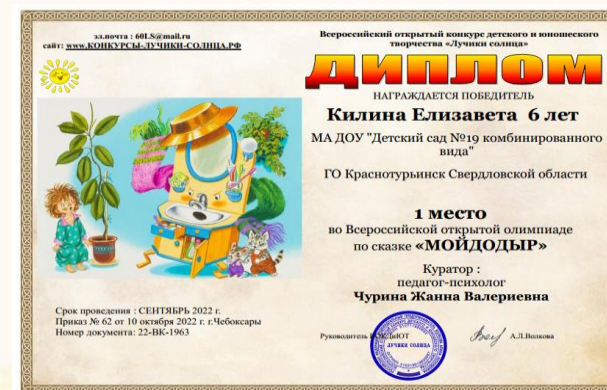 эл.почта : 60LS@mail.ru
сайт: www.КОНКУРСЫ-ЛУЧИКИ-СОЛНЦА.РФ
Срок проведения : СЕНТЯБРЬ 2022 г.
Приказ № 62 от 10 октября 2022 г. г.Чебоксары
Номер документа: 22-ВК-1963
Всероссийский открытый конкурс детского и юношеского
творчества «Лучики солнца»
ДИПЛОМ
НАГРАЖДАЕТСЯ ПОБЕДИТЕЛЬ
Килина Елизавета 6 лет
МА ДОУ "Детский сад №19 комбинированного
вида"
ГО Краснотурьинск Свердловской области
1 место
во Всероссийской открытой олимпиаде
по сказке «МОЙДОДЫР»
Куратор :
педагог-психолог
Чурина Жанна Валериевна
Руководитель
А.Л.Волкова
ЛУЧИКИ СОЛНЦА